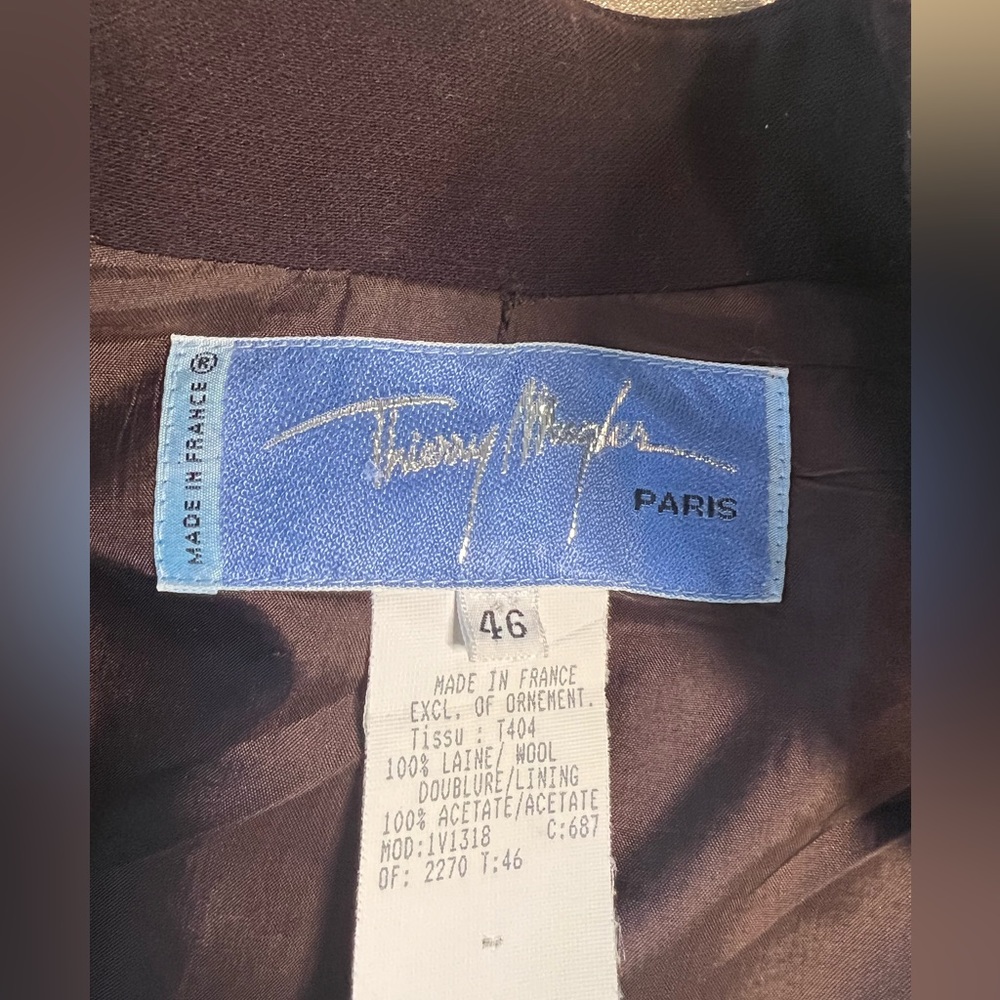 MADE IN FRANCE ®
Thierry Mugler
PARIS
46
MADE IN FRANCE
EXCL. OF ORNEMENT.
Tissu : T404
100% LAINE/ WOOL
DOUBLURE/LINING
100% ACETATE/ACETATE
MOD:1V1318 C:687
OF: 2270 T:46